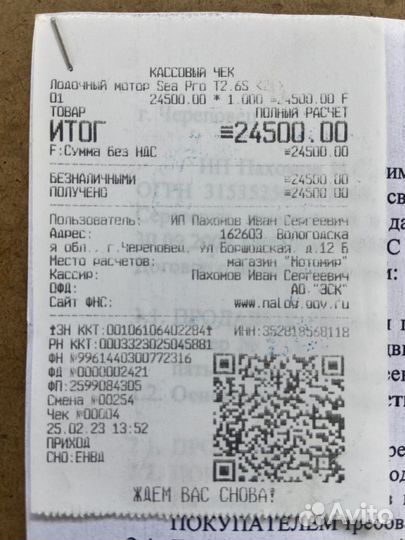 КАССОВЫЙ ЧЕК
Лодочный мотор Sea Pro T2.6S
01 24500.00 * 1.000 =24500.00 F
ТОВАР ПОЛНЫЙ РАСЧЕТ
ИТОГ =24500.00
F:Сумма без НДС =24500.00
БЕЗНАЛИЧНЫМИ =24500.00
ПОЛУЧЕНО =24500.00
Пользователь: ИП Пахомов Иван Сергеевич
Адрес: 162603 Вологодска
я обл., г.Череповец, ул Боршодская, д.12 Б
Место расчетов: магазин "Мотомир"
Кассир: Пахомов Иван Сергеевич
ОФД: АО "ЭСК"
Сайт ФНС: www.nalog.gov.ru
ЗН ККТ:00106106402284 ИНН:352818568118
РН ККТ:0003323025045881
ФН №9961440300772316
ФД №0000002421
ФП:2599084305
Смена №00254
Чек №00004
25.02.23 13:52
ПРИХОД
СНО:ЕНВД
ЖДЕМ ВАС СНОВА!
ПОКУПАТЕЛЕМ
Avito